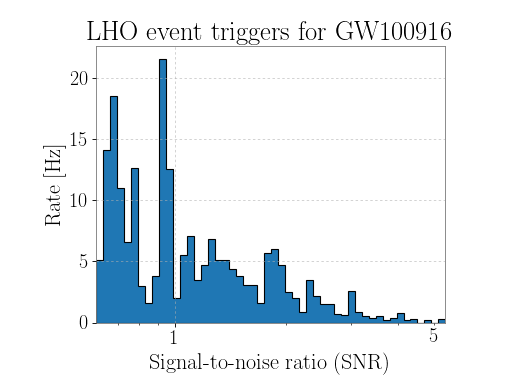 LHO event triggers for GW100916
20
15
10
5
0
Rate [Hz]
1
5
Signal-to-noise ratio (SNR)